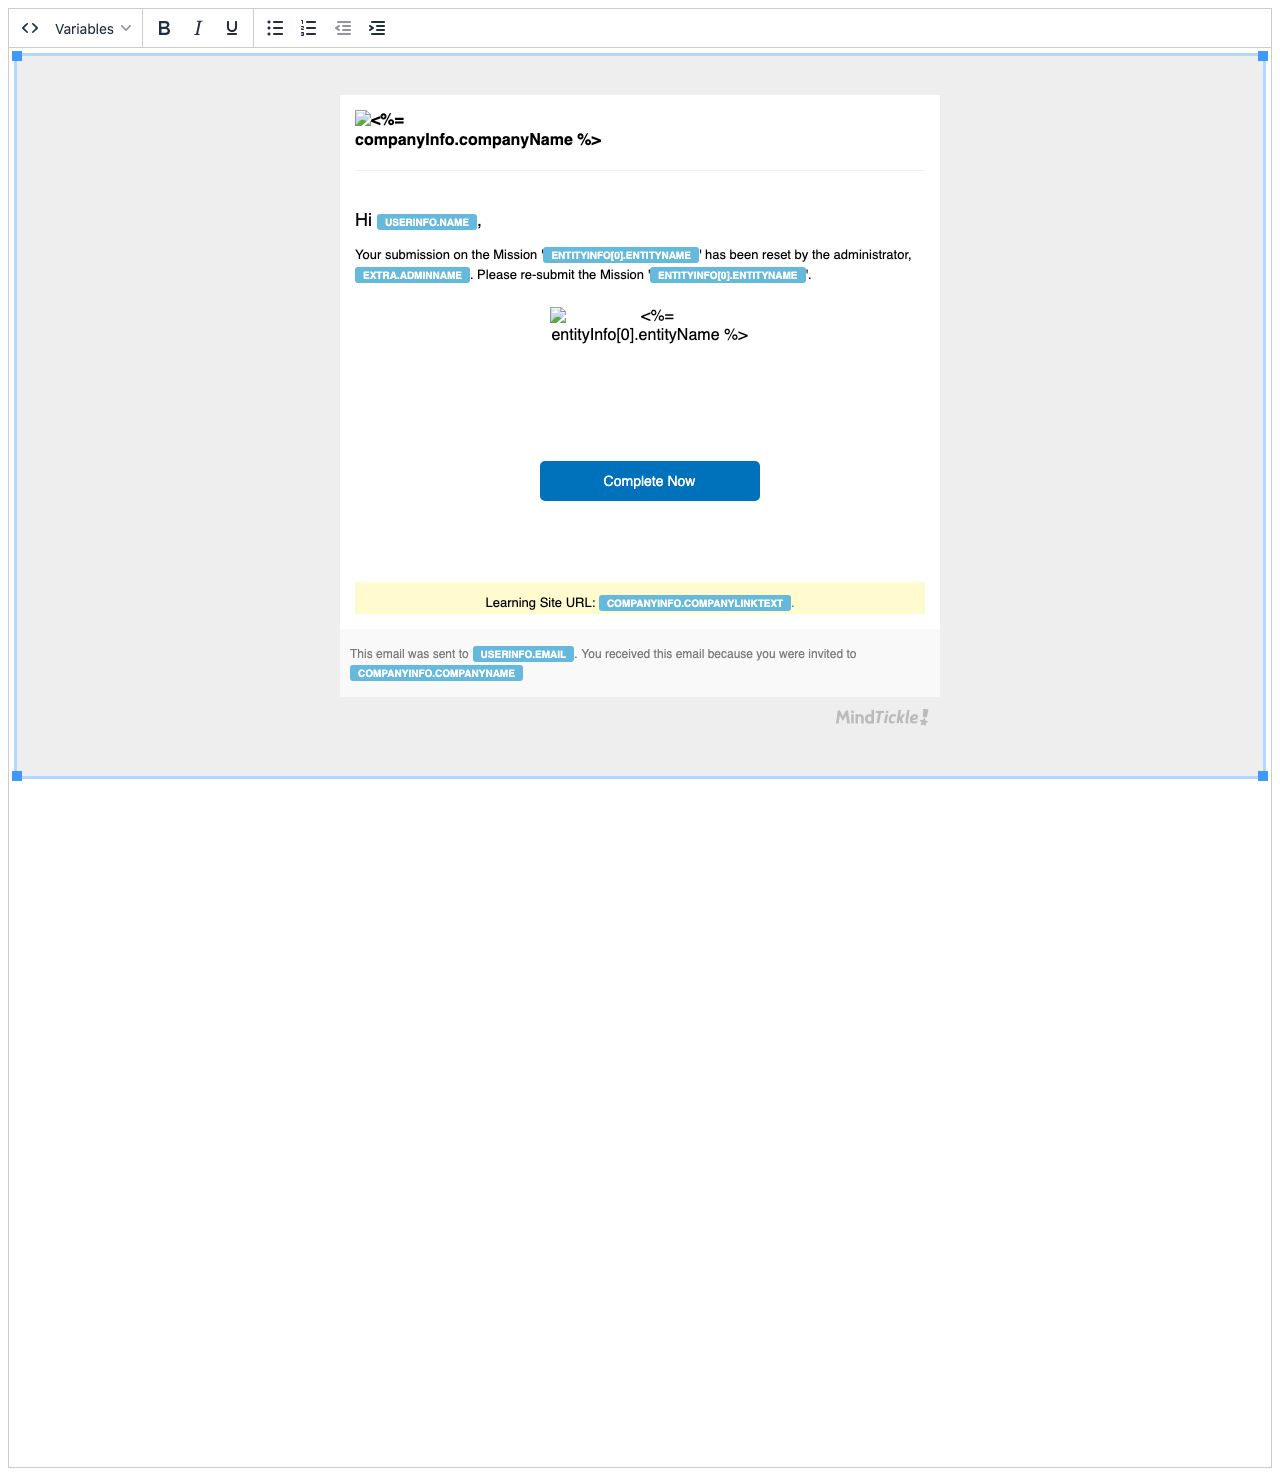 Variables
<%=
companyInfo.companyName %>
Hi USERINFO.NAME,
Your submission on the Mission 'ENTITYINFO[0].ENTITYNAME' has been reset by the administrator,
EXTRA.ADMINNAME. Please re-submit the Mission 'ENTITYINFO[0].ENTITYNAME'.
<%=
entityInfo[0].entityName %>
Complete Now
Learning Site URL: COMPANYINFO.COMPANYLINKTEXT.
This email was sent to USERINFO.EMAIL. You received this email because you were invited to
COMPANYINFO.COMPANYNAME
MindTickle!